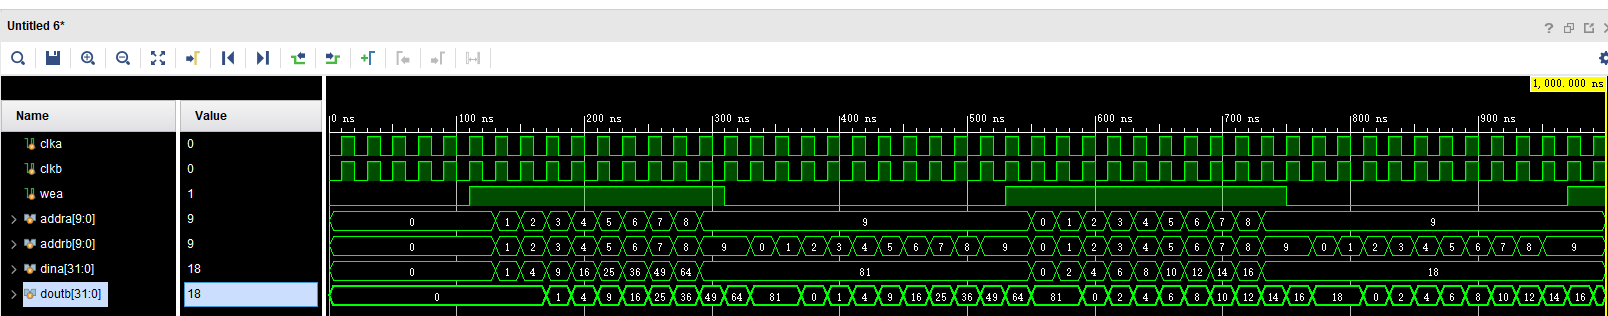 Untitled 6*
?
1,000.000 ns
Name Value
0 ns 100 ns 200 ns 300 ns 400 ns 500 ns 600 ns 700 ns 800 ns 900 ns
clka 0
clkb 0
wea 1
addra[9:0] 9 0 1 2 3 4 5 6 7 8 9 0 1 2 3 4 5 6 7 8 9
addrb[9:0] 9 0 1 2 3 4 5 6 7 8 9 0 1 2 3 4 5 6 7 8 9 0 1 2 3 4 5 6 7 8 9 0 1 2 3 4 5 6 7 8 9
dina[31:0] 18 0 1 4 9 16 25 36 49 64 81 0 2 4 6 8 10 12 14 16 18
doutb[31:0] 18 0 1 4 9 16 25 36 49 64 81 0 1 4 9 16 25 36 49 64 81 0 2 4 6 8 10 12 14 16 18 0 2 4 6 8 10 12 14 16